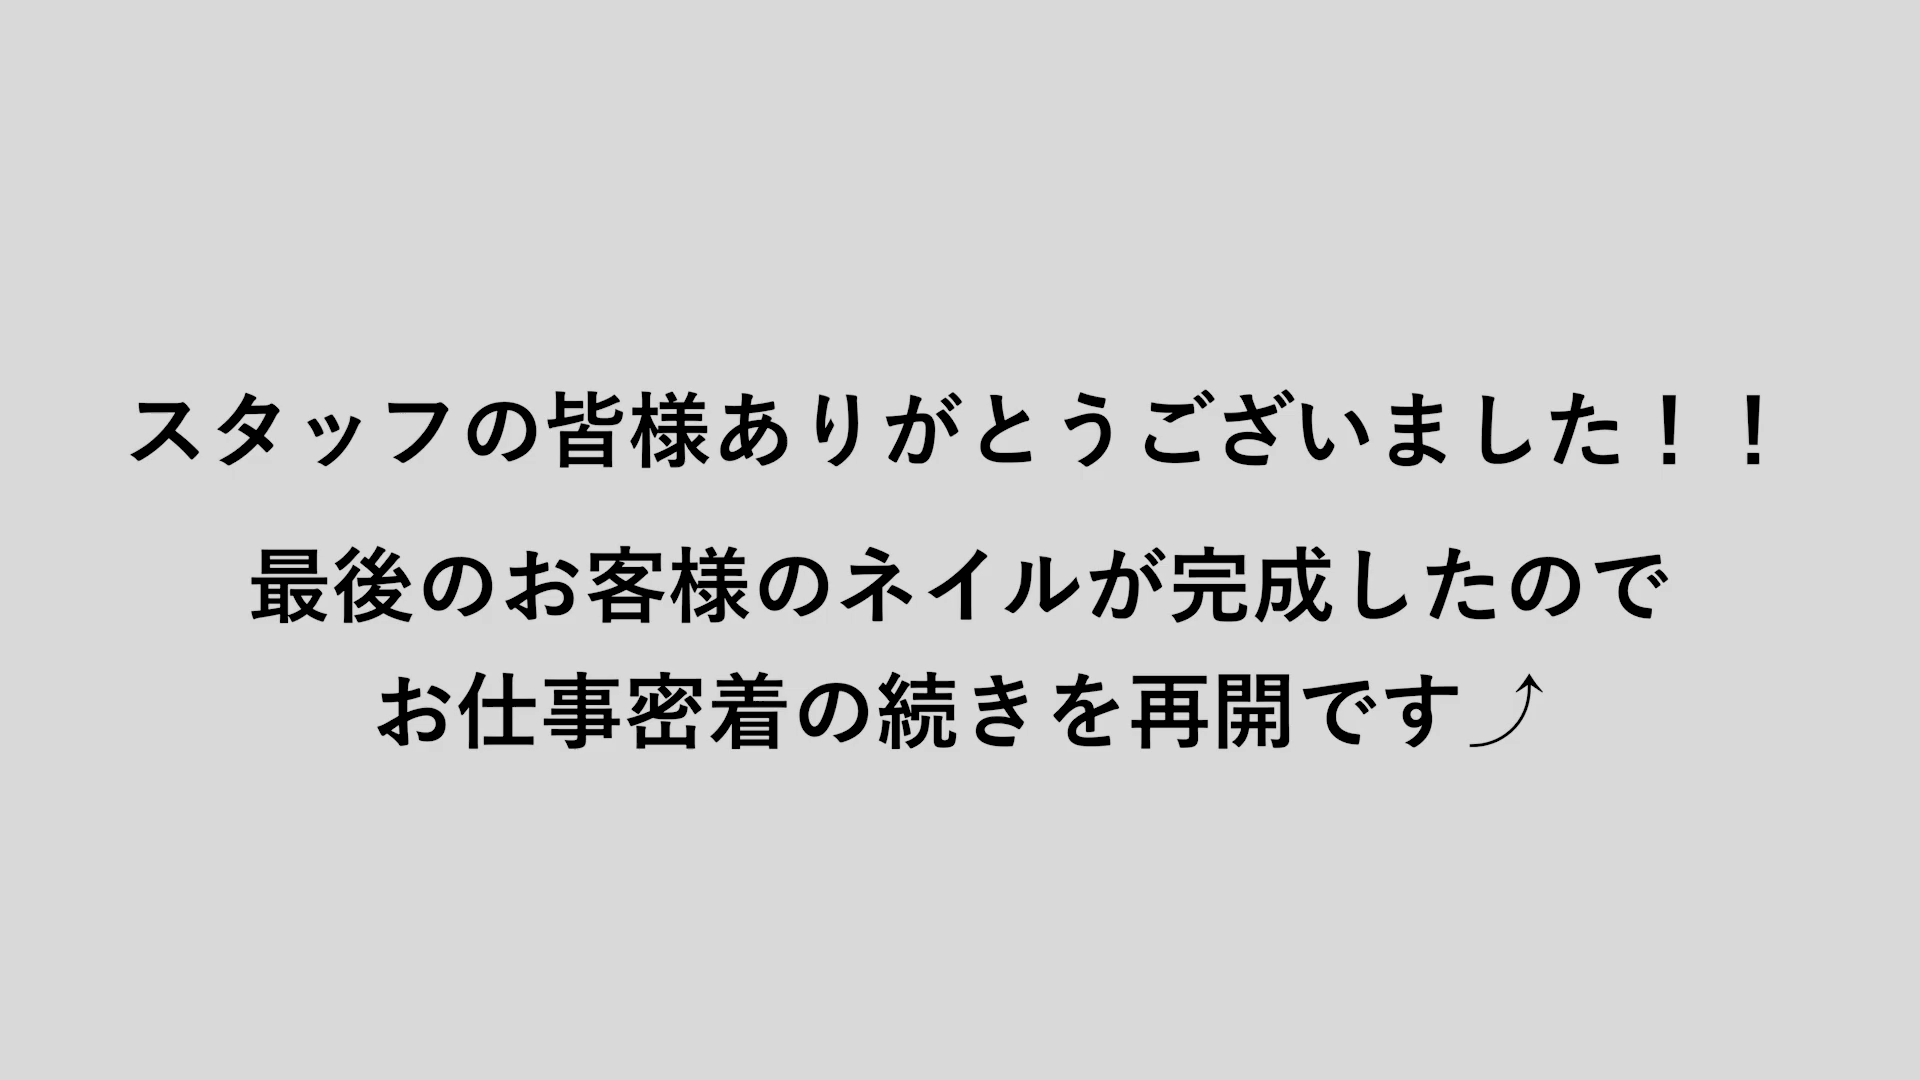 スタッフの皆様ありがとうございました！！
最後のお客様のネイルが完成したので
お仕事密着の続きを再開です⤴